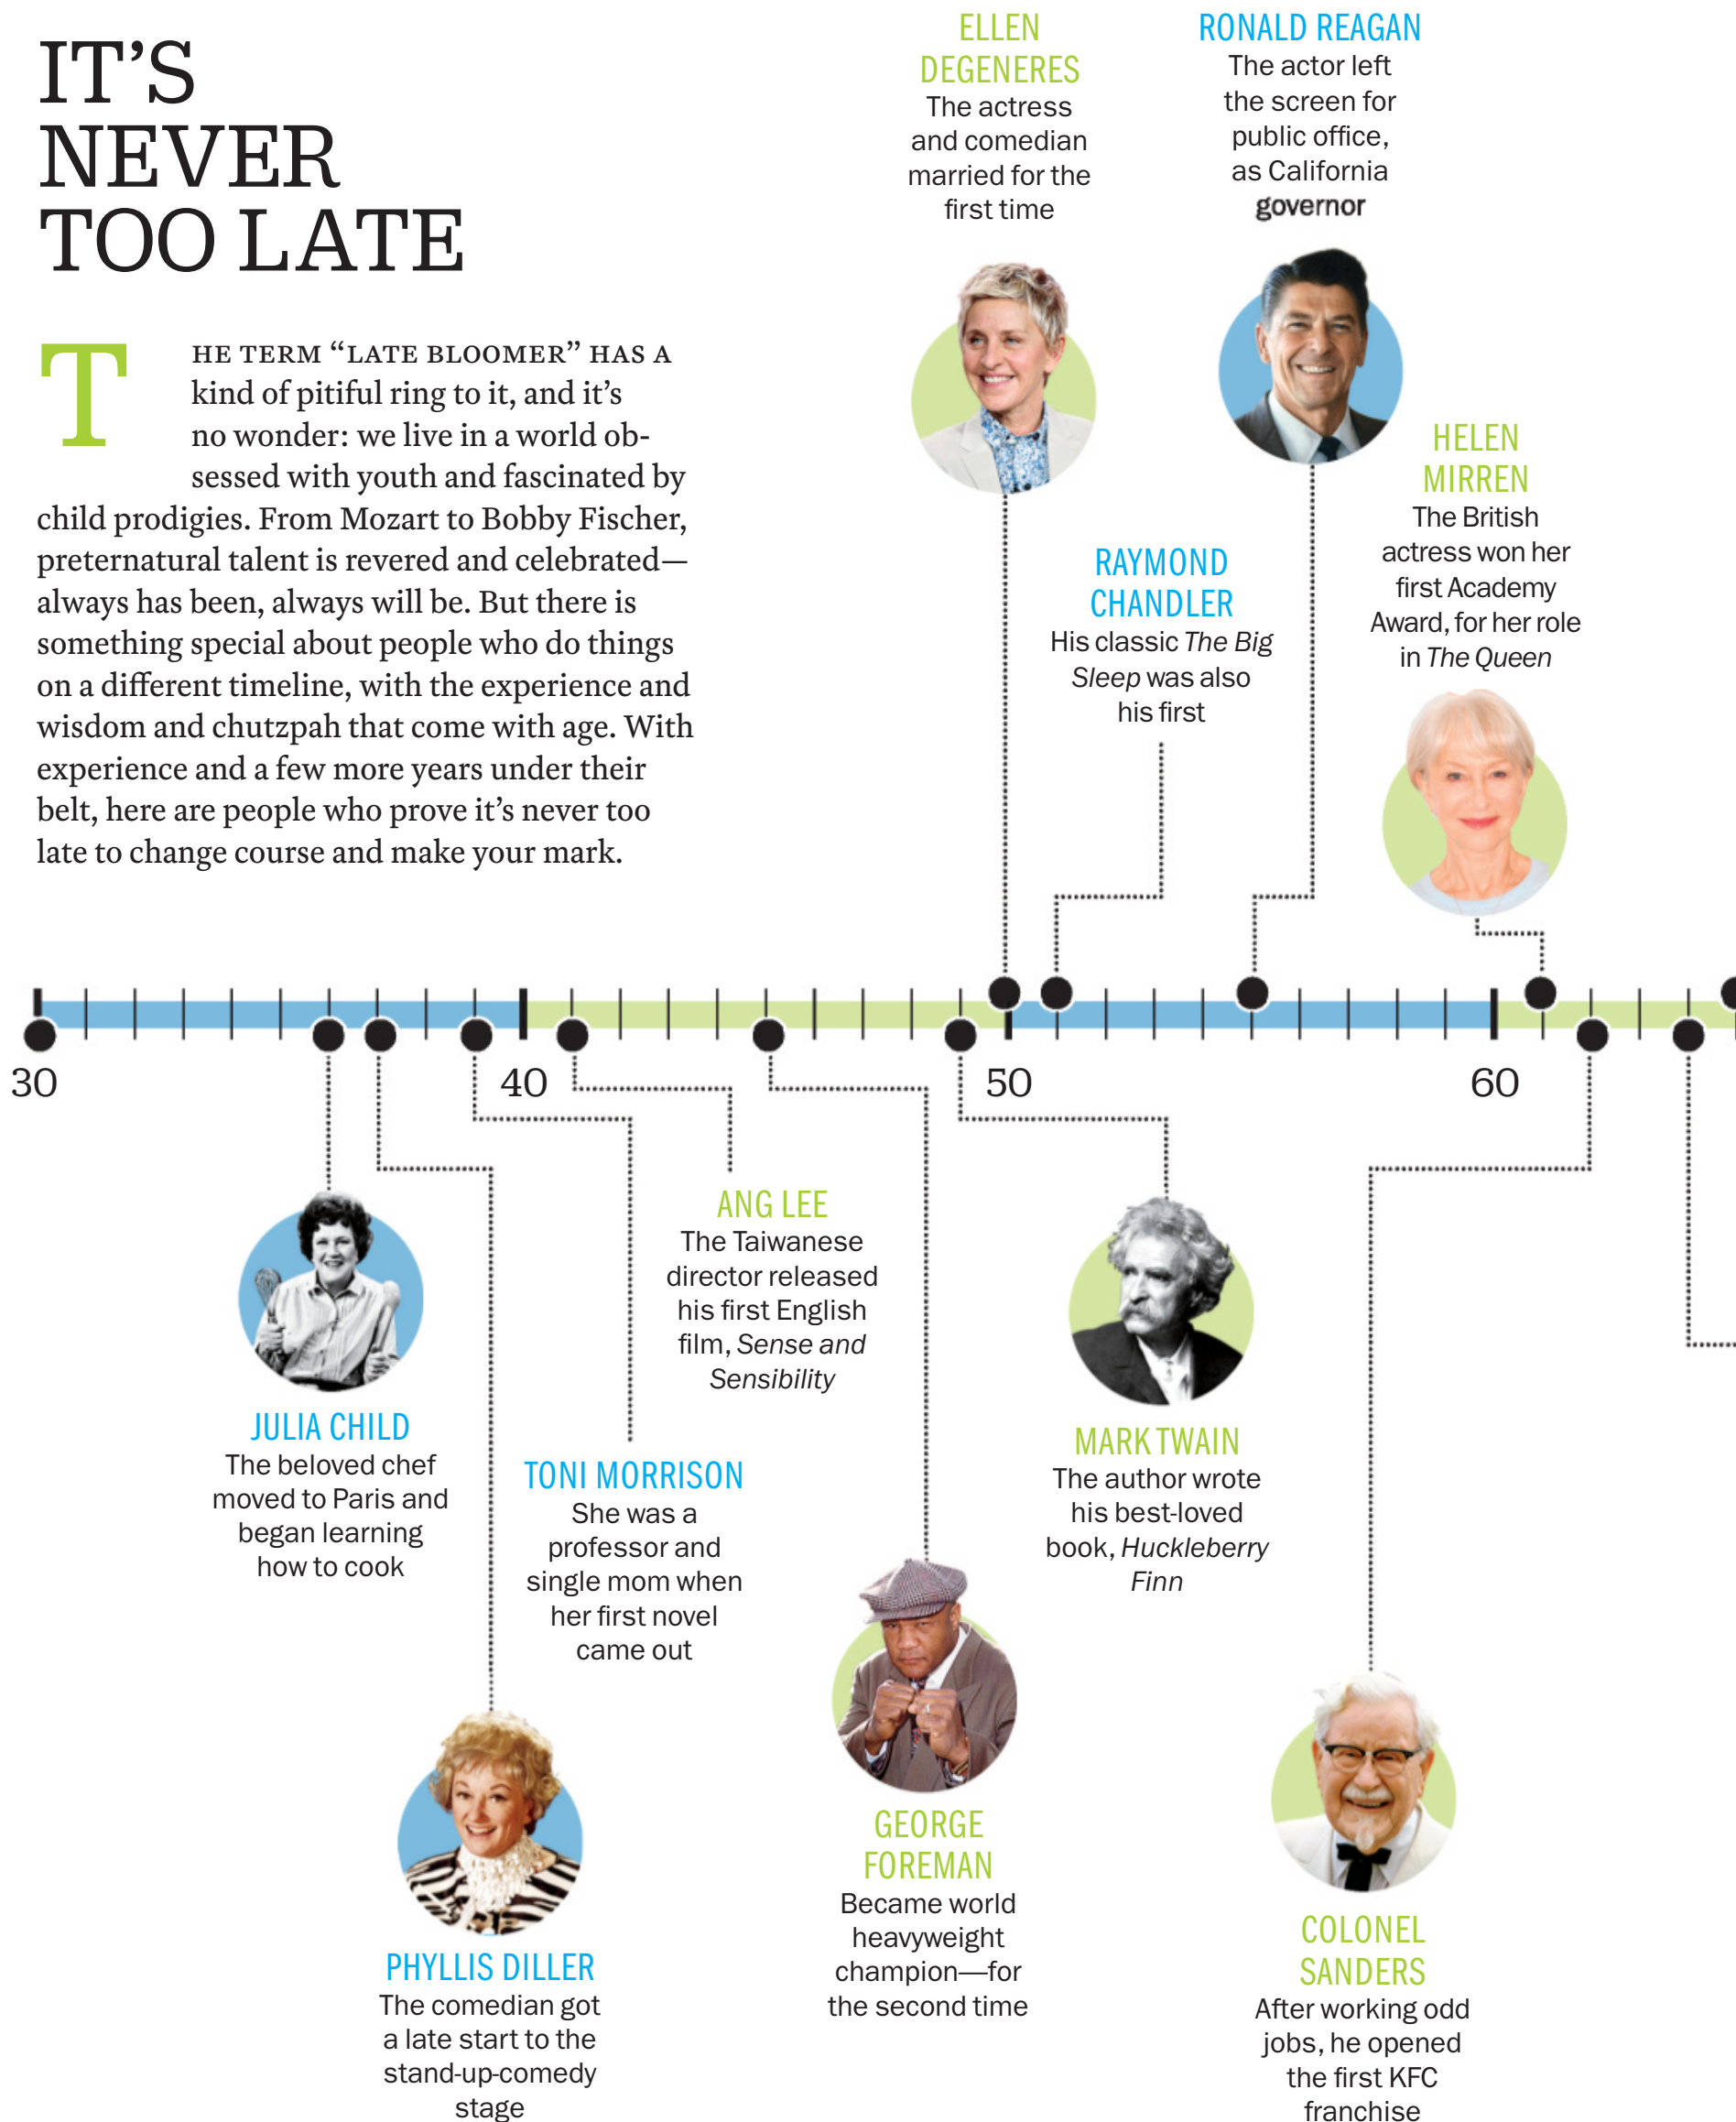 IT’S
NEVER
TOO LATE
THE TERM “LATE BLOOMER” HAS A
kind of pitiful ring to it, and it’s
no wonder: we live in a world ob-
sessed with youth and fascinated by
child prodigies. From Mozart to Bobby Fischer,
preternatural talent is revered and celebrated—
always has been, always will be. But there is
something special about people who do things
on a different timeline, with the experience and
wisdom and chutzpah that come with age. With
experience and a few more years under their
belt, here are people who prove it’s never too
late to change course and make your mark.
ELLEN
DEGENERES
The actress
and comedian
married for the
first time
RONALD REAGAN
The actor left
the screen for
public office,
as California
governor
RAYMOND
CHANDLER
His classic The Big
Sleep was also
his first
HELEN
MIRREN
The British
actress won her
first Academy
Award, for her role
in The Queen
30
40
50
60
JULIA CHILD
The beloved chef
moved to Paris and
began learning
how to cook
PHYLLIS DILLER
The comedian got
a late start to the
stand-up-comedy
stage
TONI MORRISON
She was a
professor and
single mom when
her first novel
came out
ANG LEE
The Taiwanese
director released
his first English
film, Sense and
Sensibility
GEORGE
FOREMAN
Became world
heavyweight
champion—for
the second time
MARK TWAIN
The author wrote
his best-loved
book, Huckleberry
Finn
COLONEL
SANDERS
After working odd
jobs, he opened
the first KFC
franchise